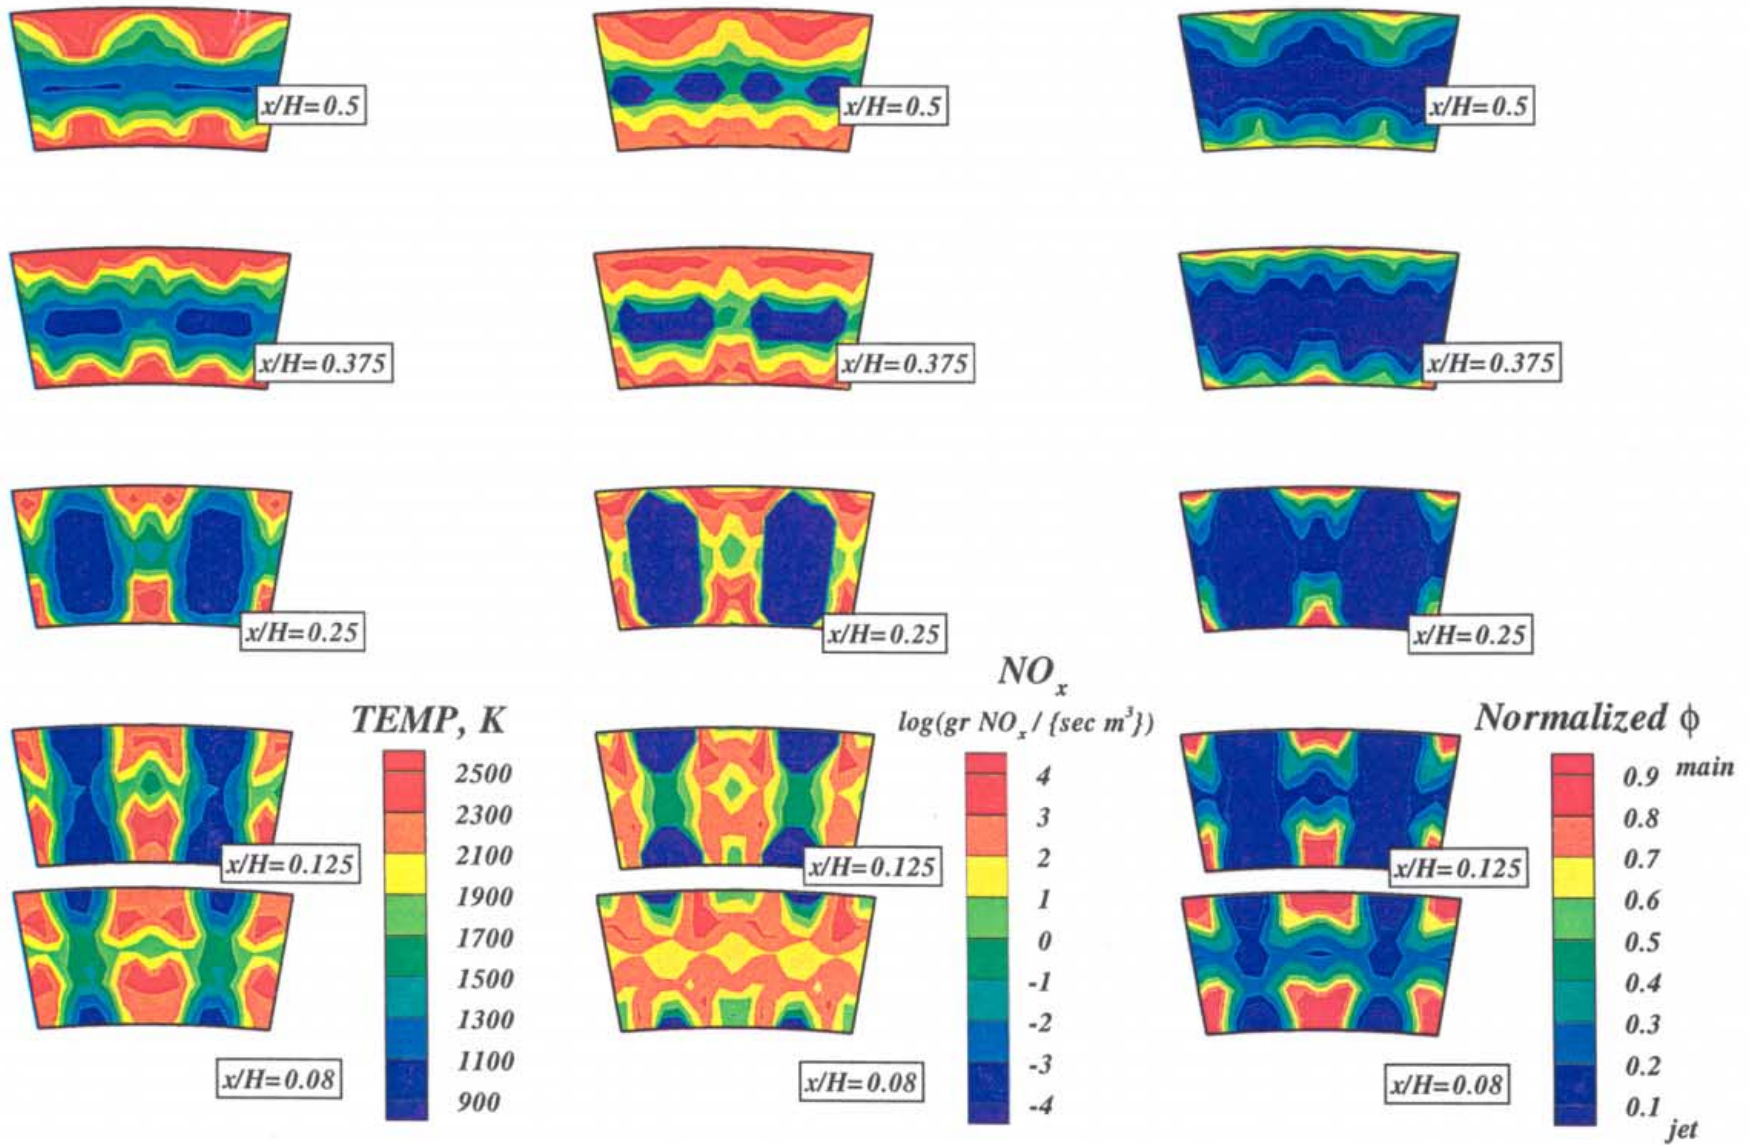 x/H=0.5
x/H=0.5
x/H=0.5
x/H=0.375
x/H=0.375
x/H=0.375
x/H=0.25
x/H=0.25
x/H=0.25
TEMP, K
2500
2300
2100
1900
1700
1500
1300
1100
900
x/H=0.125
x/H=0.08
NOx
log(gr NOx / {sec m³})
4
3
2
1
0
-1
-2
-3
-4
x/H=0.125
x/H=0.08
Normalized ϕ
0.9 main
0.8
0.7
0.6
0.5
0.4
0.3
0.2
0.1
jet
x/H=0.125
x/H=0.08